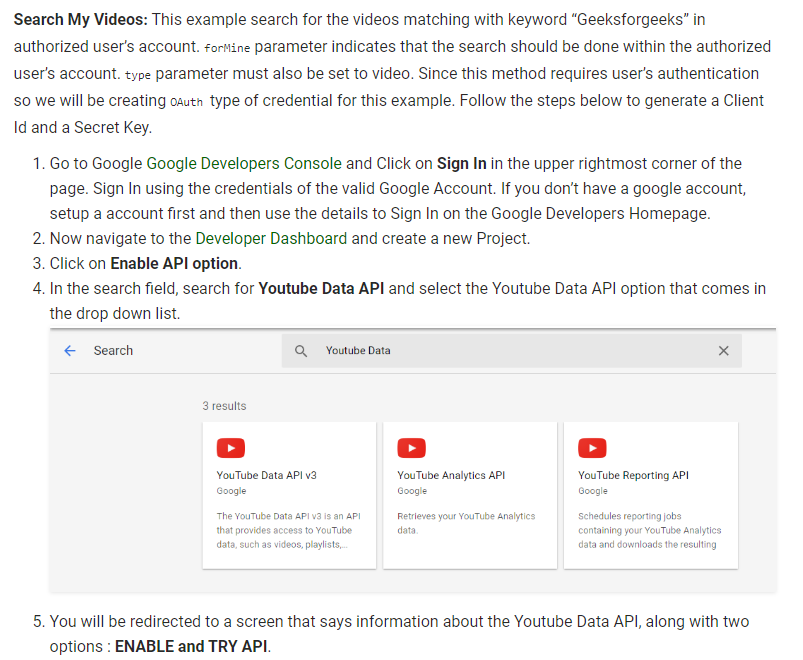 Search My Videos: This example search for the videos matching with keyword “Geeksforgeeks” in
authorized user’s account. forMine parameter indicates that the search should be done within the authorized
user’s account. type parameter must also be set to video. Since this method requires user’s authentication
so we will be creating OAuth type of credential for this example. Follow the steps below to generate a Client
Id and a Secret Key.
1. Go to Google Google Developers Console and Click on Sign In in the upper rightmost corner of the
page. Sign In using the credentials of the valid Google Account. If you don’t have a google account,
setup a account first and then use the details to Sign In on the Google Developers Homepage.
2. Now navigate to the Developer Dashboard and create a new Project.
3. Click on Enable API option.
4. In the search field, search for Youtube Data API and select the Youtube Data API option that comes in
the drop down list.
Search
Youtube Data
3 results
YouTube Data API v3
Google
The YouTube Data API v3 is an API
that provides access to YouTube
data, such as videos, playlists,...
YouTube Analytics API
Google
Retrieves your YouTube Analytics
data.
YouTube Reporting API
Google
Schedules reporting jobs
containing your YouTube Analytics
data and downloads the resulting
5. You will be redirected to a screen that says information about the Youtube Data API, along with two
options : ENABLE and TRY API.